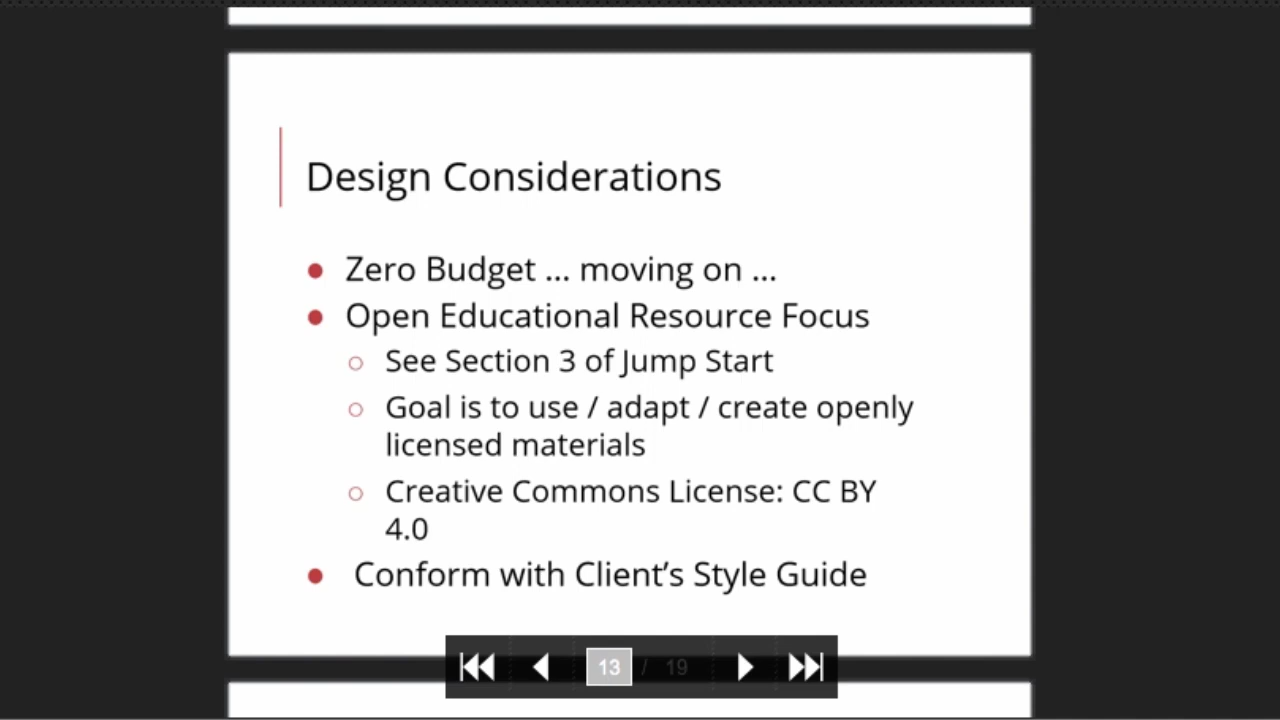 Design Considerations
● Zero Budget ... moving on ...
● Open Educational Resource Focus
○ See Section 3 of Jump Start
○ Goal is to use / adapt / create openly
licensed materials
○ Creative Commons License: CC BY
4.0
● Conform with Client’s Style Guide
13 / 19